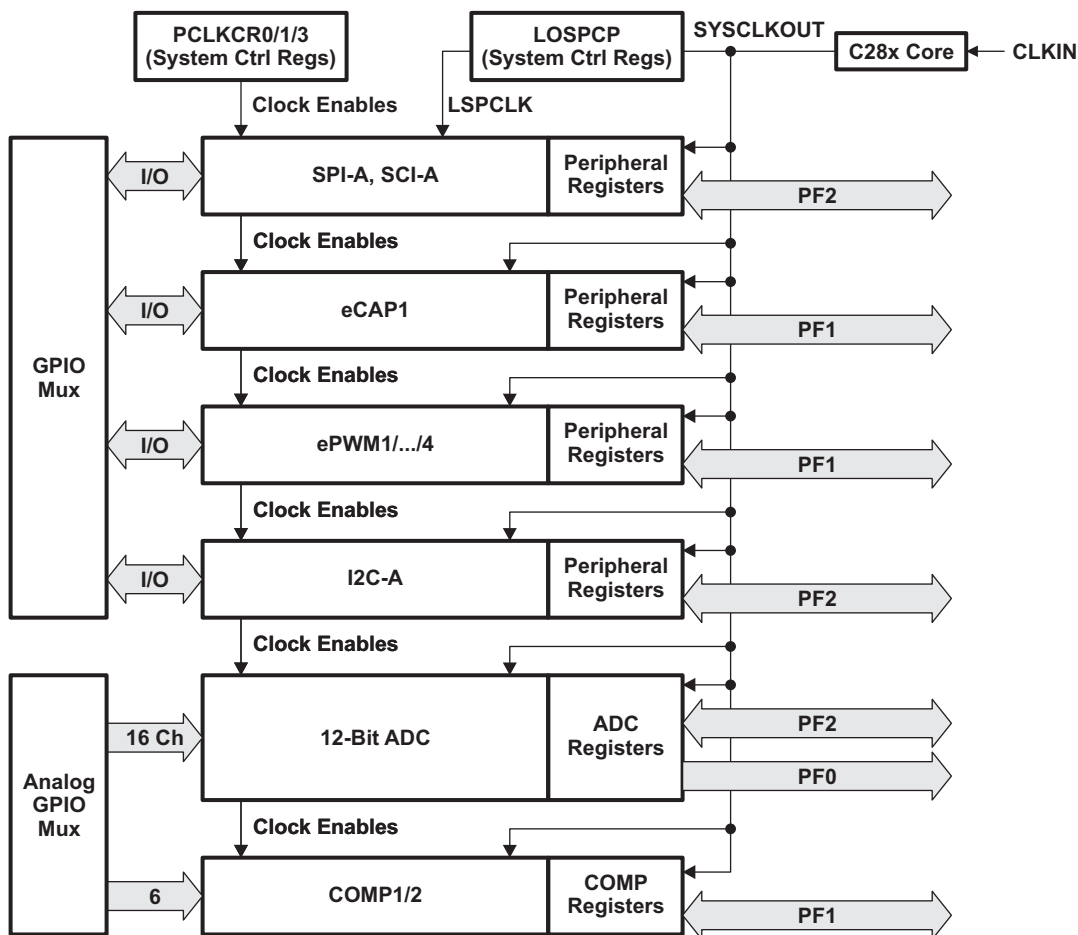 PCLKCR0/1/3
(System Ctrl Regs)
LOSPCP
(System Ctrl Regs)
SYSCLKOUT
C28x Core
CLKIN
Clock Enables
LSPCLK
I/O
SPI-A, SCI-A
Peripheral
Registers
PF2
Clock Enables
I/O
eCAP1
Peripheral
Registers
PF1
GPIO
Mux
Clock Enables
I/O
ePWM1/.../4
Peripheral
Registers
PF1
Clock Enables
I/O
I2C-A
Peripheral
Registers
PF2
Clock Enables
16 Ch
12-Bit ADC
ADC
Registers
PF2
PF0
Analog
GPIO
Mux
Clock Enables
6
COMP1/2
COMP
Registers
PF1